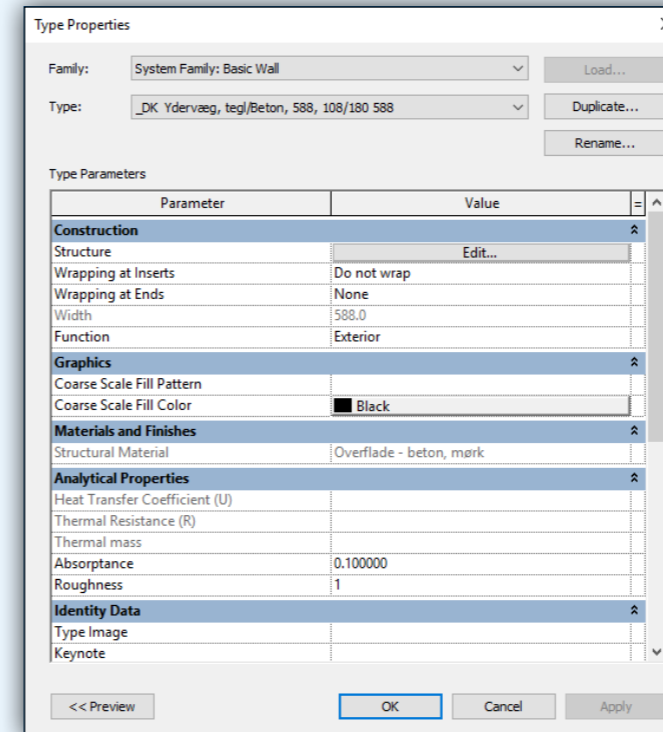 Type Properties
Family: System Family: Basic Wall Load...
Type: _DK Ydervæg, tegl/Beton, 588, 108/180 588 Duplicate...
Rename...
Type Parameters
Parameter Value =
Construction
Structure Edit...
Wrapping at Inserts Do not wrap
Wrapping at Ends None
Width 588.0
Function Exterior
Graphics
Coarse Scale Fill Pattern
Coarse Scale Fill Color Black
Materials and Finishes
Structural Material Overflade - beton, mørk
Analytical Properties
Heat Transfer Coefficient (U)
Thermal Resistance (R)
Thermal mass
Absorptance 0.100000
Roughness 1
Identity Data
Type Image
Keynote
<< Preview OK Cancel Apply